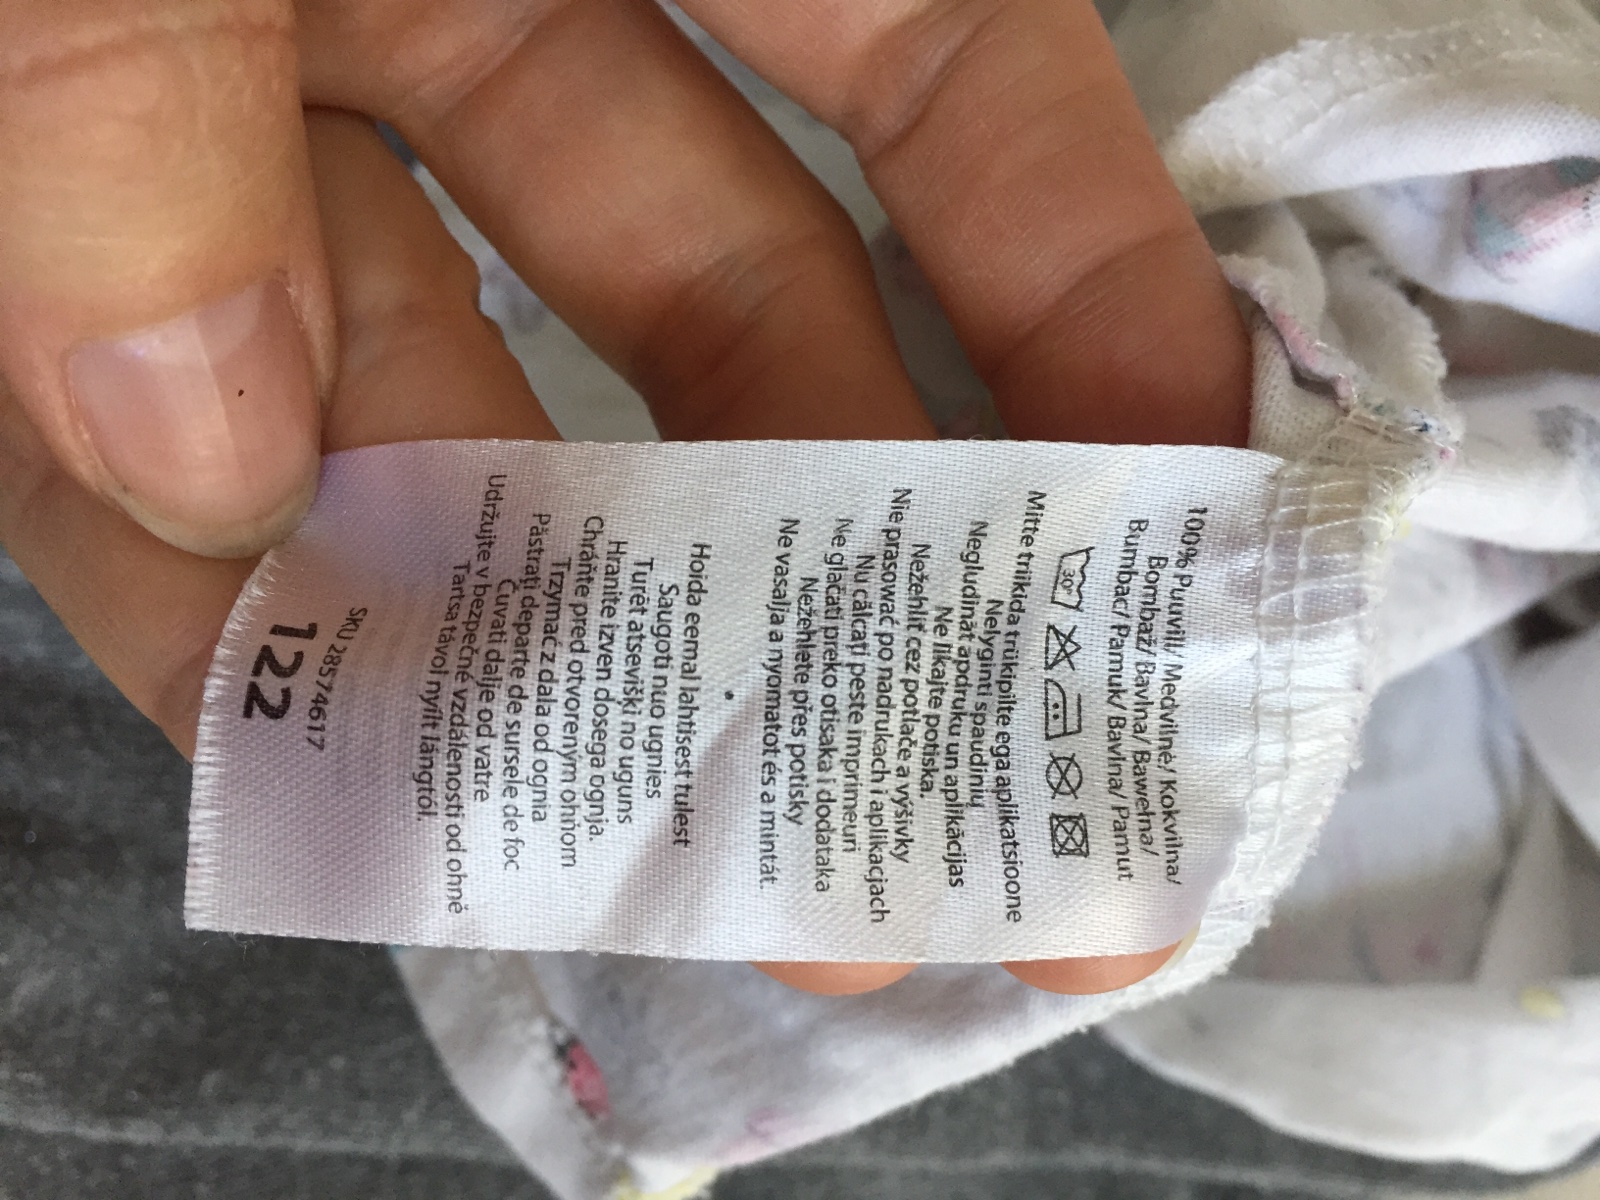 100% Puuvill/ Medvilnė/ Kokvilna/
Bombaž/ Bavlna/ Bawełna/
Bumbac/ Pamuk/ Bavlna/ Pamut
30°
Mitte triikida trükipilte ega aplikatsioone
Nelyginti spaudinių
Negludināt apdruku un aplikācijas
Ne likajte potiska.
Nežehliť cez potlače a výšivky
Nie prasować po nadrukach i aplikacjach
Nu călcați peste imprimeuri
Ne glačati preko otisaka i dodataka
Nežehlete přes potisky
Ne vasalja a nyomatot és a mintát.
Hoida eemal lahtisest tulest
Saugoti nuo ugnies
Turēt atsevišķi no uguns
Hranite izven dosega ognja.
Chráňte pred otvoreným ohňom
Trzymać z dala od ognia
Păstrați departe de sursele de foc
Čuvati dalje od vatre
Udržujte v bezpečné vzdálenosti od ohně
Tartsa távol nyílt lángtól.
SKU 28574617
122